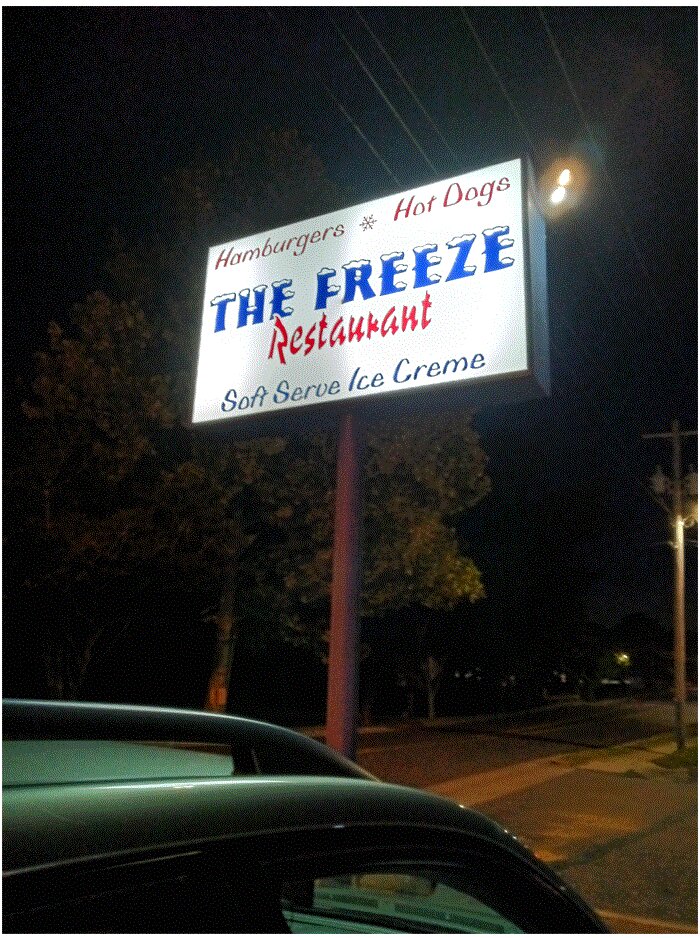 Hamburgers Hot Dogs
THE FREEZE
Restaurant
Soft Serve Ice Creme